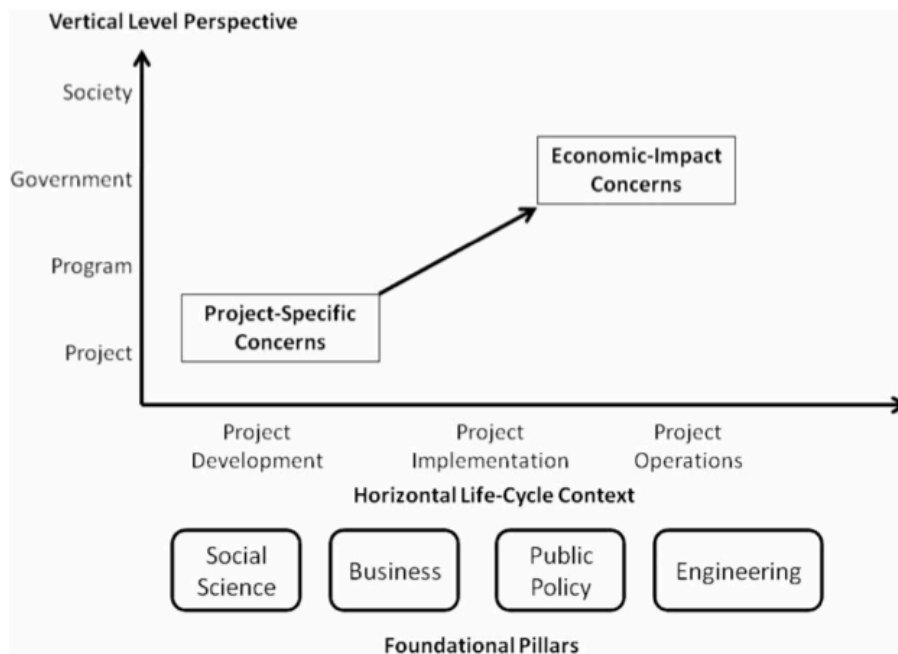 Vertical Level Perspective
Society
Economic-Impact
Concerns
Government
Program
Project-Specific
Concerns
Project
Project
Development
Project
Implementation
Project
Operations
Horizontal Life-Cycle Context
Social
Science
Business
Public
Policy
Engineering
Foundational Pillars